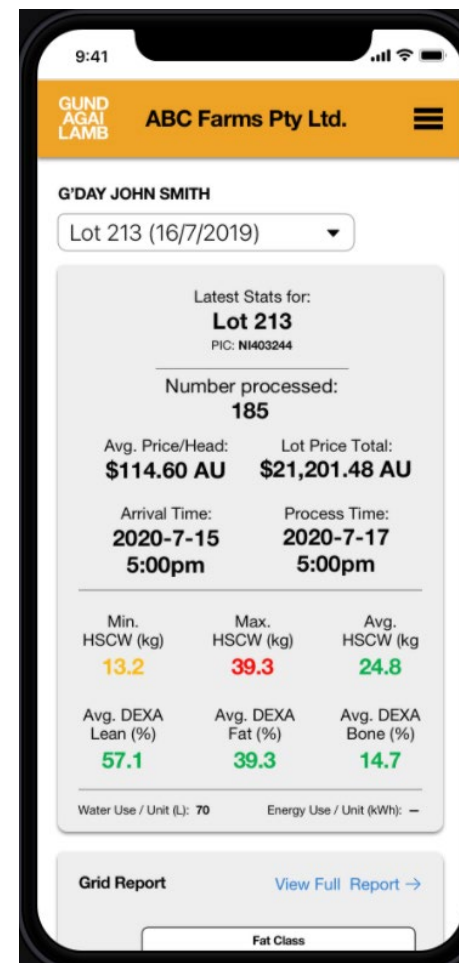 9:41
GUND
AGAI
LAMB
ABC Farms Pty Ltd.
G'DAY JOHN SMITH
Lot 213 (16/7/2019)
Latest Stats for:
Lot 213
PIC: NI403244
Number processed:
185
Avg. Price/Head: Lot Price Total:
$114.60 AU $21,201.48 AU
Arrival Time: Process Time:
2020-7-15 2020-7-17
5:00pm 5:00pm
Min. Max. Avg.
HSCW (kg) HSCW (kg) HSCW (kg
13.2 39.3 24.8
Avg. DEXA Avg. DEXA Avg. DEXA
Lean (%) Fat (%) Bone (%)
57.1 39.3 14.7
Water Use / Unit (L): 70 Energy Use / Unit (kWh): –
Grid Report View Full Report →
Fat Class